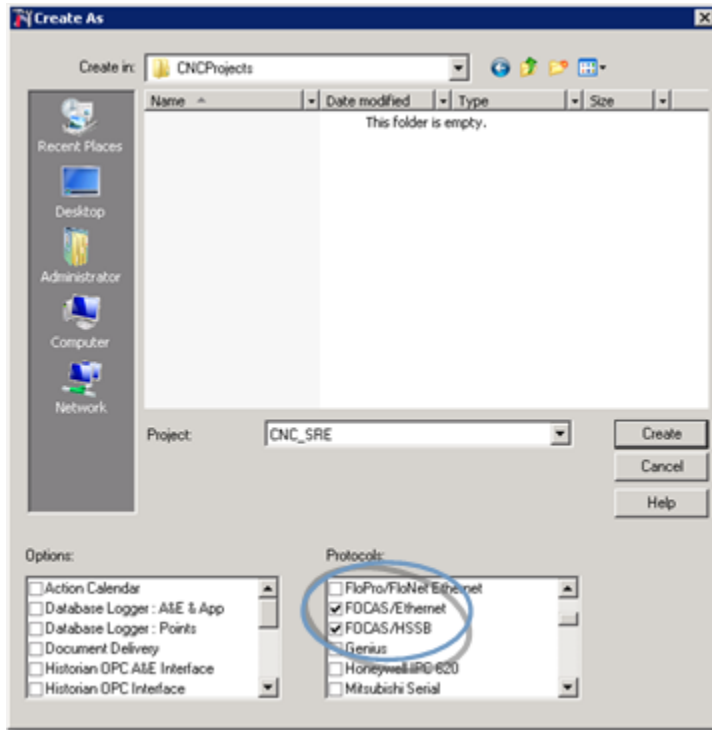 Create As
Create in:
CNCProjects
Name
Date modified
Type
Size
This folder is empty.
Recent Places
Desktop
Administrator
Computer
Network
Project:
CNC_SRE
Create
Cancel
Help
Options:
Action Calendar
Database Logger : A&E & App
Database Logger : Points
Document Delivery
Historian OPC A&E Interface
Historian OPC Interface
Protocols:
FloPro/FloNet Ethernet
FOCAS/Ethernet
FOCAS/HSSB
Genius
Honeywell IPC 620
Mitsubishi Serial